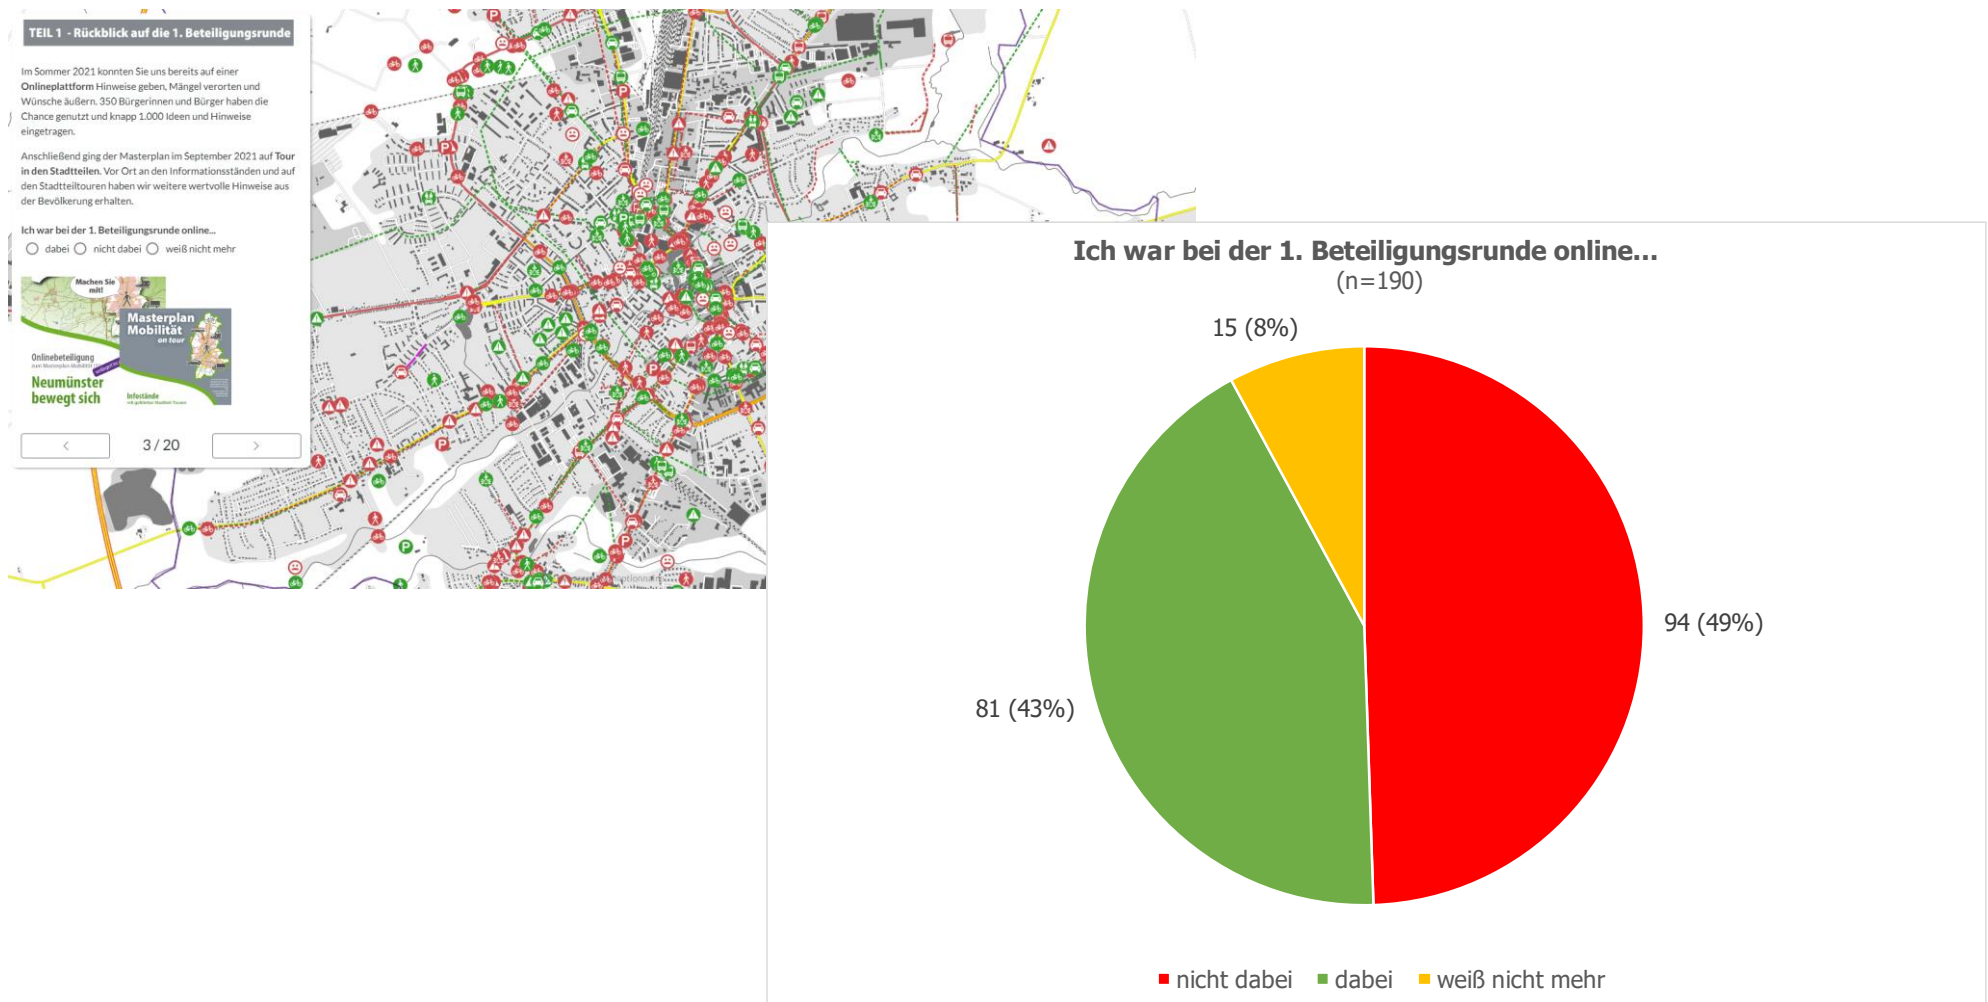 TEIL 1 - Rückblick auf die 1. Beteiligungsrunde
Im Sommer 2021 konnten Sie uns bereits auf einer
Onlineplattform Hinweise geben, Mängel verorten und
Wünsche äußern. 350 Bürgerinnen und Bürger haben die
Chance genutzt und knapp 1.000 Ideen und Hinweise
eingetragen.
Anschließend ging der Masterplan im September 2021 auf Tour
in den Stadtteilen. Vor Ort an den Informationsständen und auf
den Stadtteiltouren haben wir weitere wertvolle Hinweise aus
der Bevölkerung erhalten.
Ich war bei der 1. Beteiligungsrunde online...
dabei nicht dabei weiß nicht mehr
Machen Sie
mit!
Masterplan
Mobilität
on tour
Onlinebeteiligung
zum Masterplan Mobilität
Neumünster
bewegt sich
Infostände
< 3 / 20 >
Ich war bei der 1. Beteiligungsrunde online...
(n=190)
15 (8%)
94 (49%)
81 (43%)
nicht dabei dabei weiß nicht mehr